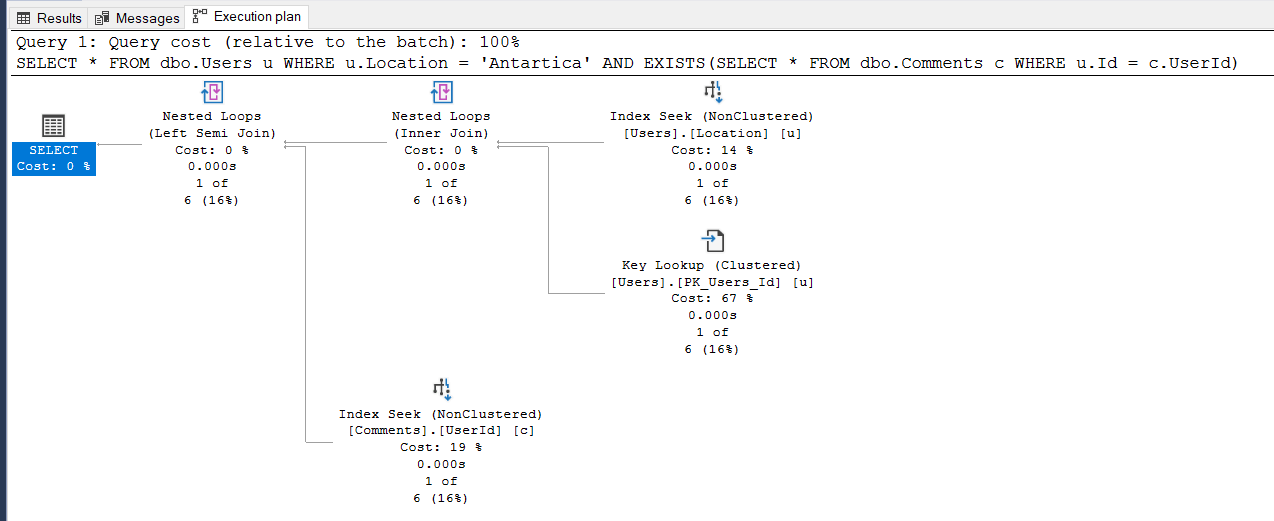 Results Messages Execution plan
Query 1: Query cost (relative to the batch): 100%
SELECT * FROM dbo.Users u WHERE u.Location = 'Antartica' AND EXISTS(SELECT * FROM dbo.Comments c WHERE u.Id = c.UserId)
SELECT
Cost: 0 %
Nested Loops
(Left Semi Join)
Cost: 0 %
0.000s
1 of
6 (16%)
Nested Loops
(Inner Join)
Cost: 0 %
0.000s
1 of
6 (16%)
Index Seek (NonClustered)
[Users].[Location] [u]
Cost: 14 %
0.000s
1 of
6 (16%)
Key Lookup (Clustered)
[Users].[PK_Users_Id] [u]
Cost: 67 %
0.000s
1 of
6 (16%)
Index Seek (NonClustered)
[Comments].[UserId] [c]
Cost: 19 %
0.000s
1 of
6 (16%)